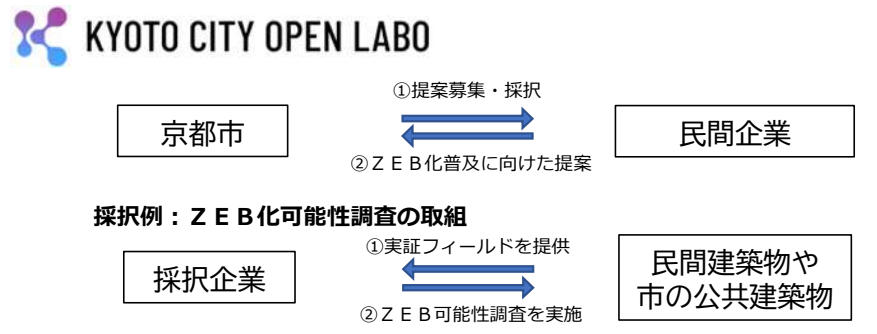 KYOTO CITY OPEN LABO
①提案募集・採択
京都市
民間企業
②ZEB化普及に向けた提案
採択例:ZEB化可能性調査の取組
①実証フィールドを提供
採択企業
民間建築物や
市の公共建築物
②ZEB可能性調査を実施